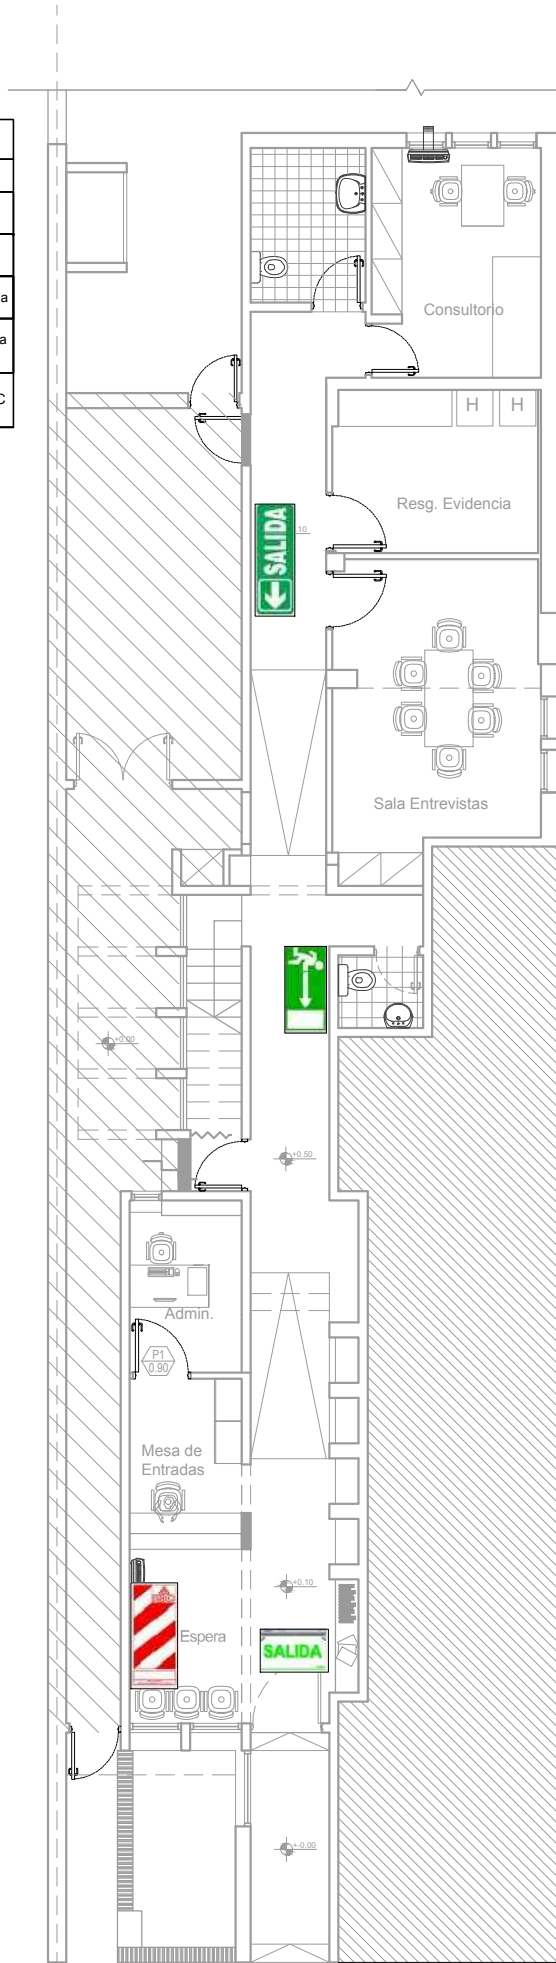 a
a
C
Consultorio
H H
Resg. Evidencia
SALIDA
.10
Sala Entrevistas
+0.00
+0.50
Admin.
P1
0.90
Mesa de
Entradas
+0.10
Espera
SALIDA
+-0.00